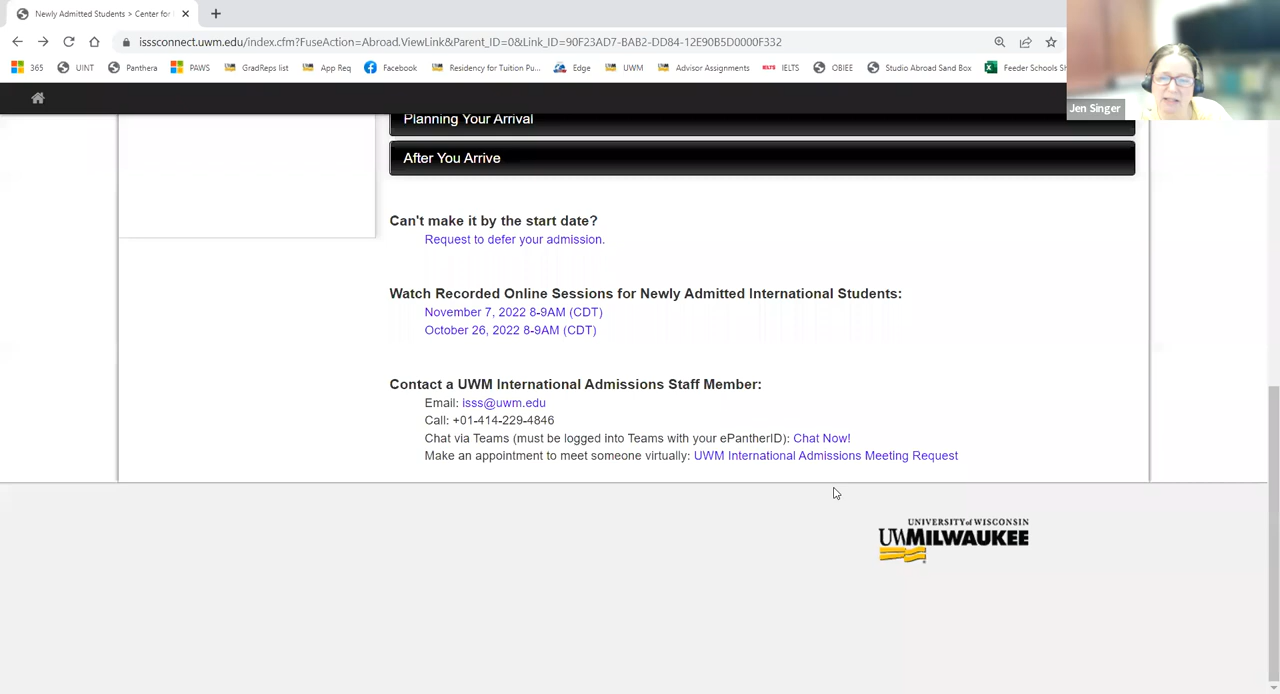 Newly Admitted Students > Center for
isssconnect.uwm.edu/index.cfm?FuseAction=Abroad.ViewLink&Parent_ID=0&Link_ID=90F23AD7-BAB2-DD84-12E90B5D0000F332
365 UINT Panthera PAWS GradReps list App Req Facebook Residency for Tuition Pu... Edge UWM Advisor Assignments IELTS IELTS OBIEE Studio Abroad Sand Box Feeder Schools Sh
Jen Singer
Planning Your Arrival
After You Arrive
Can't make it by the start date?
Request to defer your admission.
Watch Recorded Online Sessions for Newly Admitted International Students:
November 7, 2022 8-9AM (CDT)
October 26, 2022 8-9AM (CDT)
Contact a UWM International Admissions Staff Member:
Email: isss@uwm.edu
Call: +01-414-229-4846
Chat via Teams (must be logged into Teams with your ePantherID): Chat Now!
Make an appointment to meet someone virtually: UWM International Admissions Meeting Request
UNIVERSITY of WISCONSIN
UWMILWAUKEE